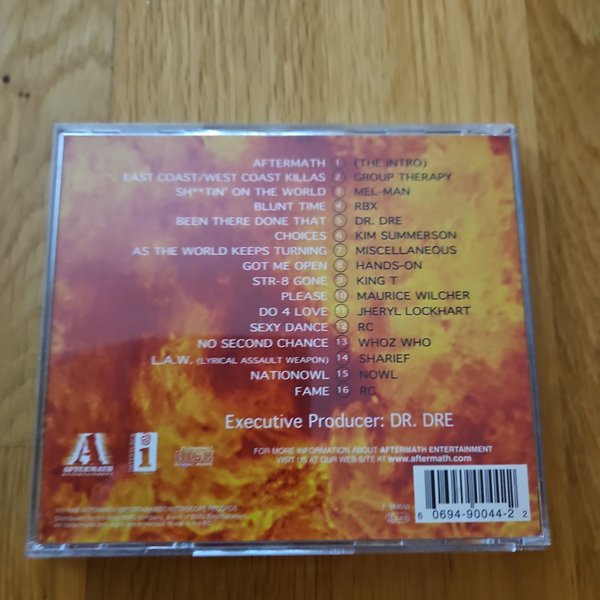 AFTERMATH 1 (THE INTRO)
EAST COAST/WEST COAST KILLAS 2 GROUP THERAPY
SH**TIN' ON THE WORLD 3 MEL-MAN
BLUNT TIME 4 RBX
BEEN THERE DONE THAT 5 DR. DRE
CHOICES 6 KIM SUMMERSON
AS THE WORLD KEEPS TURNING 7 MISCELLANEOUS
GOT ME OPEN 8 HANDS-ON
STR-8 GONE 9 KING T
PLEASE 10 MAURICE WILCHER
DO 4 LOVE 11 JHERYL LOCKHART
SEXY DANCE 12 RC
NO SECOND CHANCE 13 WHOZ WHO
L.A.W. (LYRICAL ASSAULT WEAPON) 14 SHARIEF
NATIONOWL 15 NOWL
FAME 16 RC
Executive Producer: DR. DRE
FOR MORE INFORMATION ABOUT AFTERMATH ENTERTAINMENT
VISIT US AT OUR WEB SITE AT www.aftermath.com
AFTERMATH
6 0694-90044-2 2